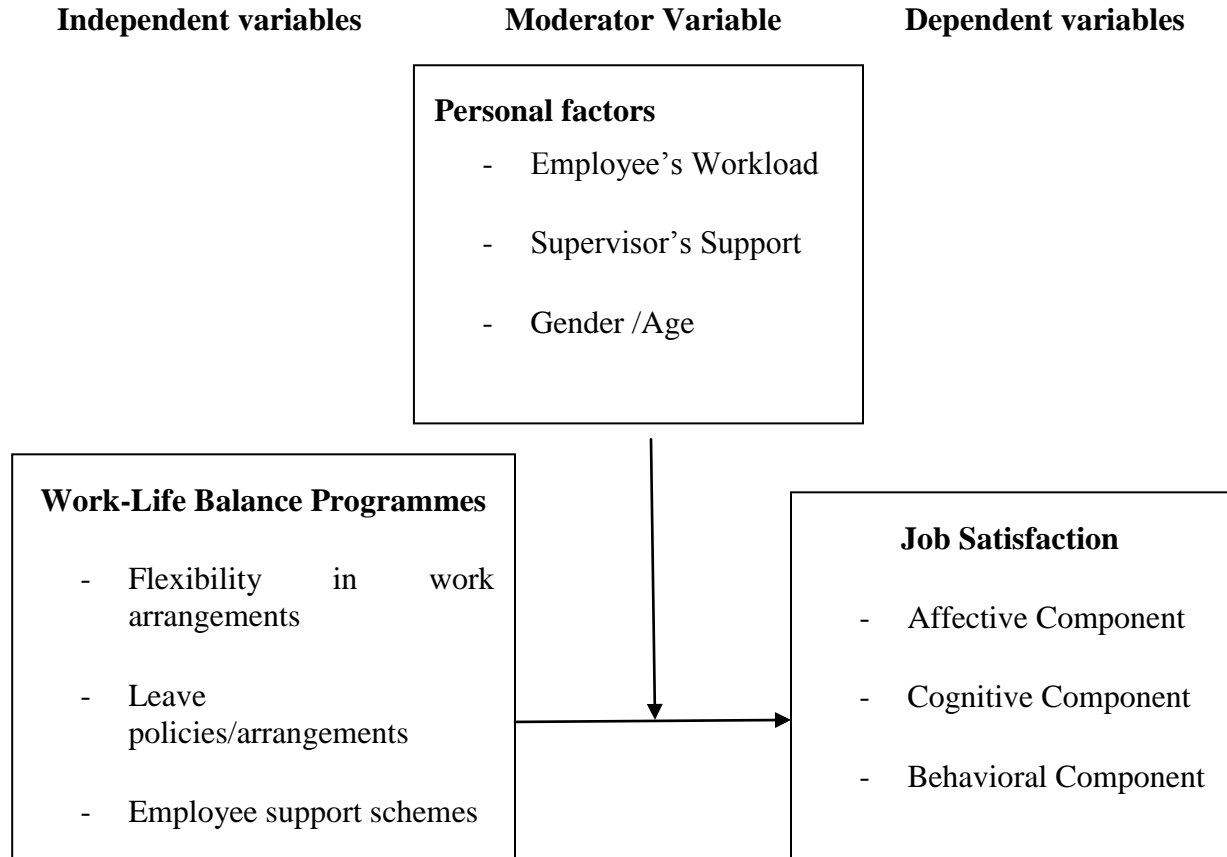 Independent variables Moderator Variable Dependent variables
Personal factors
- Employee’s Workload
- Supervisor’s Support
- Gender /Age
Work-Life Balance Programmes
- Flexibility in work
arrangements
- Leave
policies/arrangements
- Employee support schemes
Job Satisfaction
- Affective Component
- Cognitive Component
- Behavioral Component